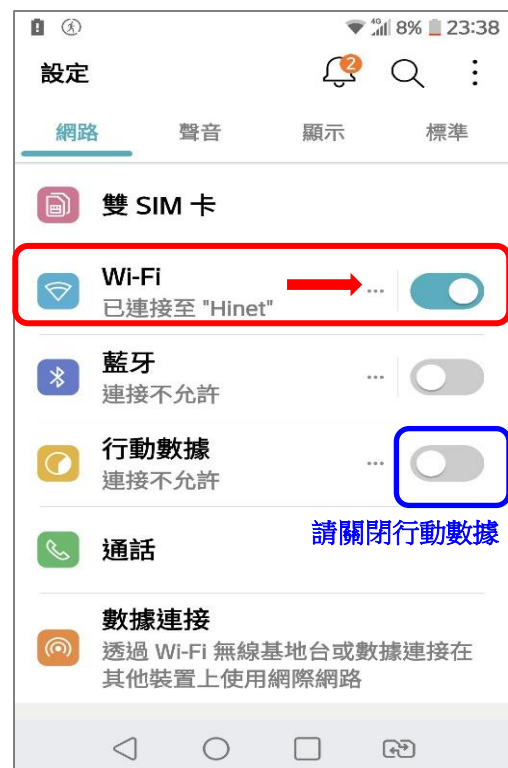 4G 8% 23:38
設定 2
網路 聲音 顯示 標準
雙 SIM 卡
Wi-Fi
已連接至 "Hinet"
藍牙
連接不允許
行動數據
連接不允許
請關閉行動數據
通話
數據連接
透過 Wi-Fi 無線基地台或數據連接在
其他裝置上使用網際網路